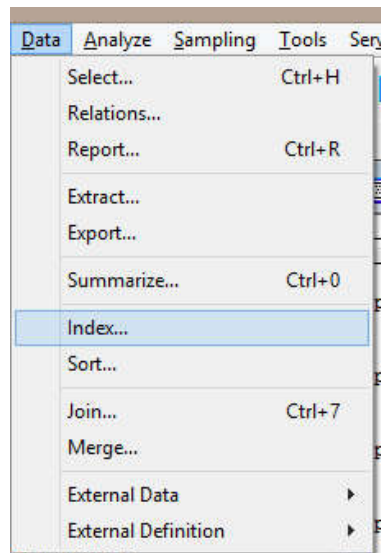 Data Analyze Sampling Tools
Select... Ctrl+H
Relations...
Report... Ctrl+R
Extract...
Export...
Summarize... Ctrl+0
Index...
Sort...
Join... Ctrl+7
Merge...
External Data
External Definition